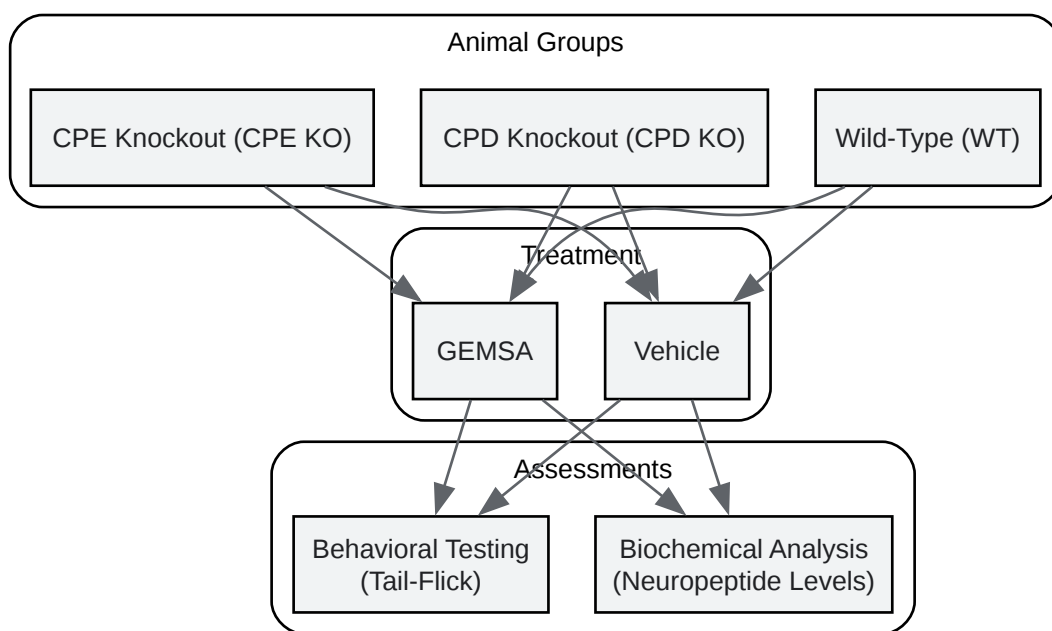 Animal Groups
CPE Knockout (CPE KO)
CPD Knockout (CPD KO)
Wild-Type (WT)
Treatment
GEMSA
Vehicle
Assessments
Behavioral Testing
(Tail-Flick)
Biochemical Analysis
(Neuropeptide Levels)